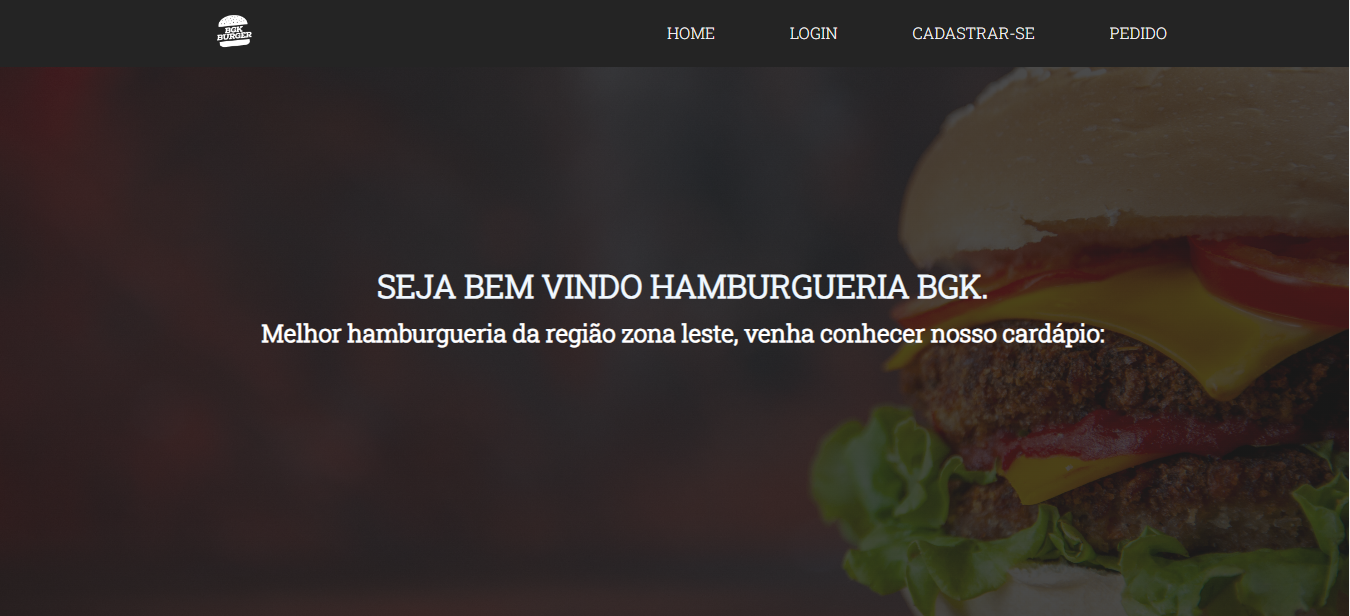 BGK
BURGER
HOME LOGIN CADASTRAR-SE PEDIDO
SEJA BEM VINDO HAMBURGUERIA BGK.
Melhor hamburgueria da região zona leste, venha conhecer nosso cardápio: